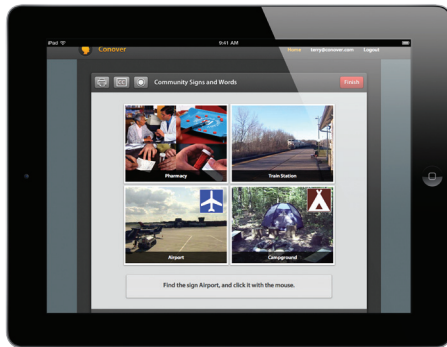 iPad
9:41 AM
Conover
Home terry@conover.com Logout
CC
Community Signs and Words
Finish
Pharmacy
Train Station
Airport
Campground
Find the sign Airport, and click it with the mouse.